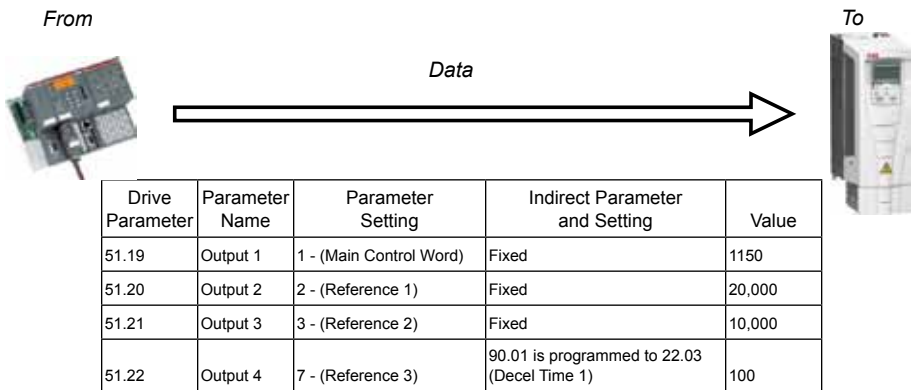 From
To
Data
Drive Parameter Parameter Name Parameter Setting Indirect Parameter and Setting Value
51.19 Output 1 1 - (Main Control Word) Fixed 1150
51.20 Output 2 2 - (Reference 1) Fixed 20,000
51.21 Output 3 3 - (Reference 2) Fixed 10,000
51.22 Output 4 7 - (Reference 3) 90.01 is programmed to 22.03 (Decel Time 1) 100
ABB